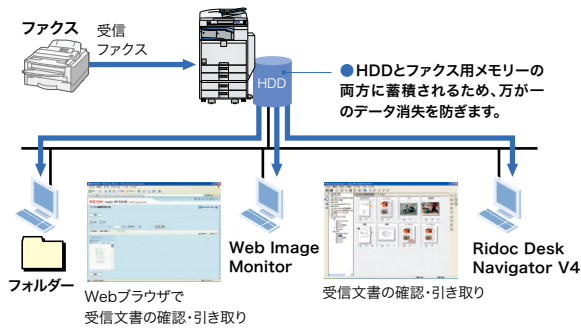 ファクス
受信
ファクス
HDD
●HDDとファクス用メモリーの
両方に蓄積されるため、万が一
のデータ消失を防ぎます。
フォルダー
Webブラウザで
受信文書の確認・引き取り
Web Image
Monitor
受信文書の確認・引き取り
Ridoc Desk
Navigator V4